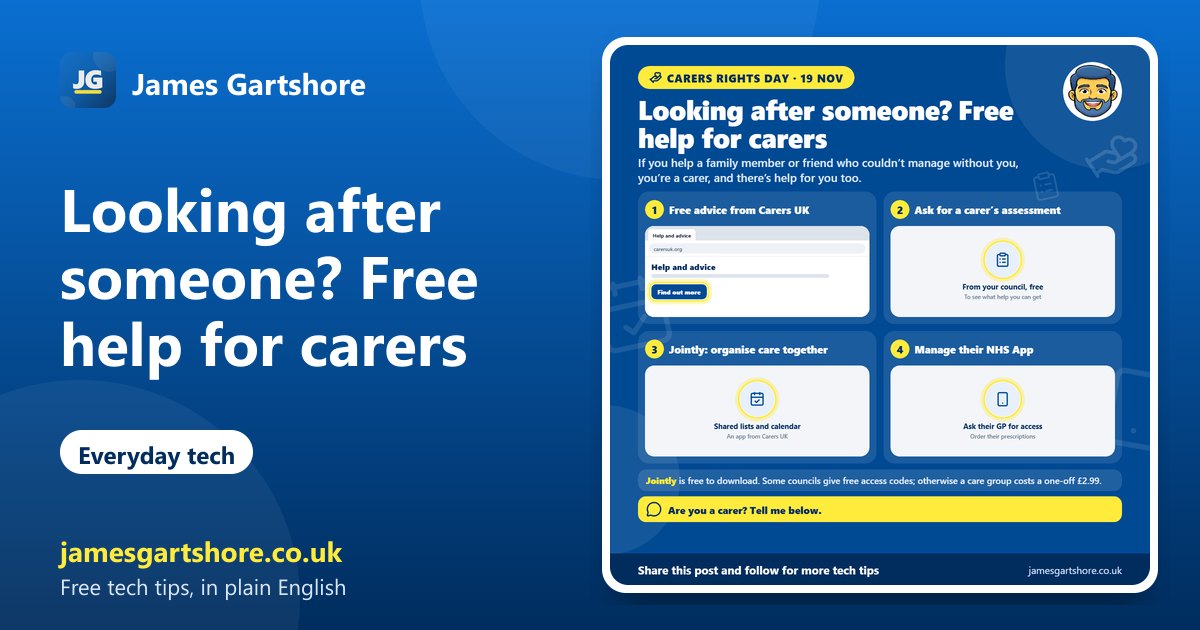 JG
James Gartshore
Looking after
someone? Free
help for carers
Everyday tech
jamesgartshore.co.uk
Free tech tips, in plain English
CARERS RIGHTS DAY · 19 NOV
Looking after someone? Free
help for carers
If you help a family member or friend who couldn’t manage without you,
you’re a carer, and there’s help for you too.
1 Free advice from Carers UK
Help and advice
carersuk.org
Help and advice
Find out more
2 Ask for a carer’s assessment
From your council, free
To see what help you can get
3 Jointly: organise care together
Shared lists and calendar
An app from Carers UK
4 Manage their NHS App
Ask their GP for access
Order their prescriptions
Jointly is free to download. Some councils give free access codes; otherwise a care group costs a one-off £2.99.
Are you a carer? Tell me below.
Share this post and follow for more tech tips
jamesgartshore.co.uk